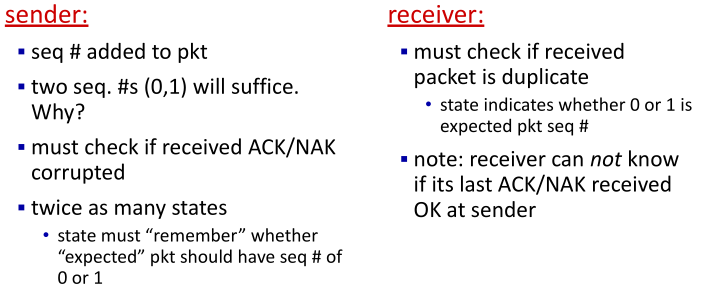 sender:
▪ seq # added to pkt
▪ two seq. #s (0,1) will suffice.
Why?
▪ must check if received ACK/NAK
corrupted
▪ twice as many states
• state must “remember” whether
“expected” pkt should have seq # of
0 or 1
receiver:
▪ must check if received
packet is duplicate
• state indicates whether 0 or 1 is
expected pkt seq #
▪ note: receiver can not know
if its last ACK/NAK received
OK at sender